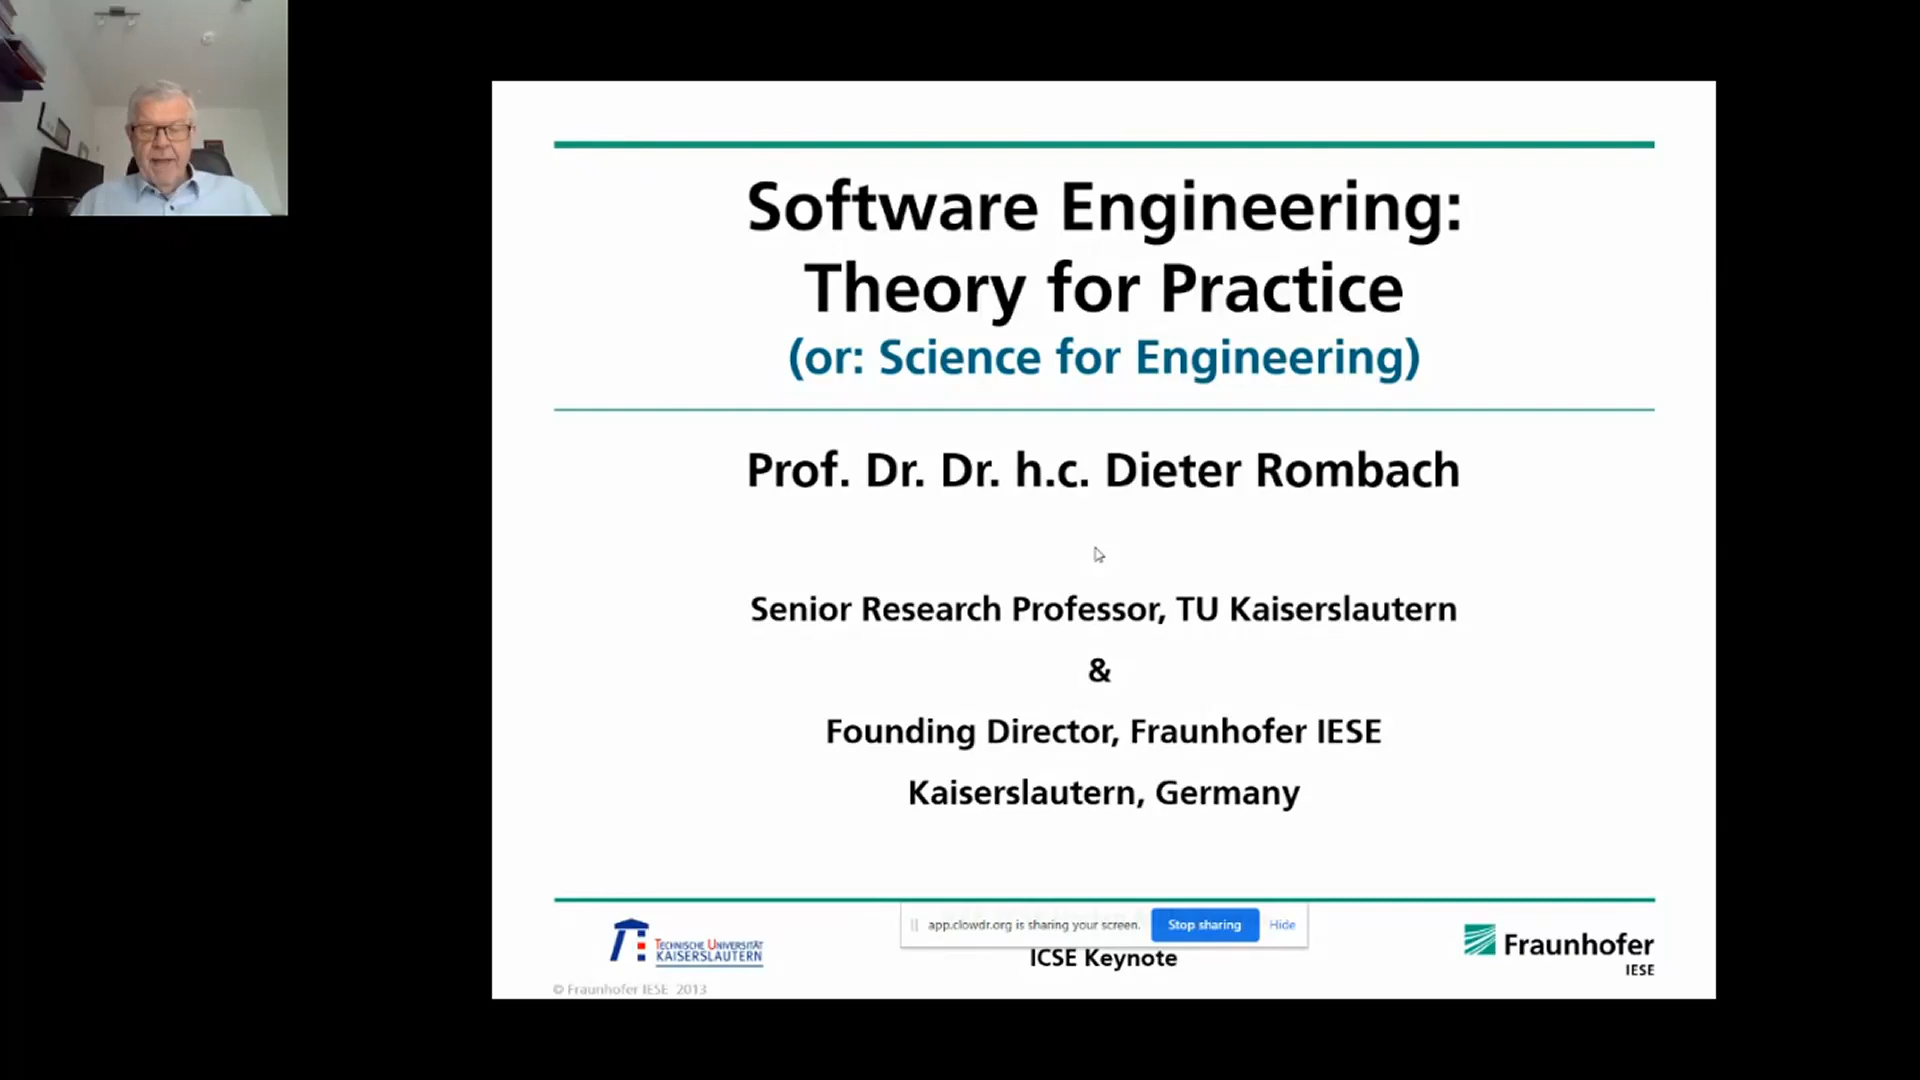 Software Engineering:
Theory for Practice
(or: Science for Engineering)
Prof. Dr. Dr. h.c. Dieter Rombach
Senior Research Professor, TU Kaiserslautern
&
Founding Director, Fraunhofer IESE
Kaiserslautern, Germany
app.clowdr.org is sharing your screen. Stop sharing Hide
TECHNISCHE UNIVERSITÄT
KAISERSLAUTERN
ICSE Keynote
Fraunhofer
IESE
© Fraunhofer IESE 2013